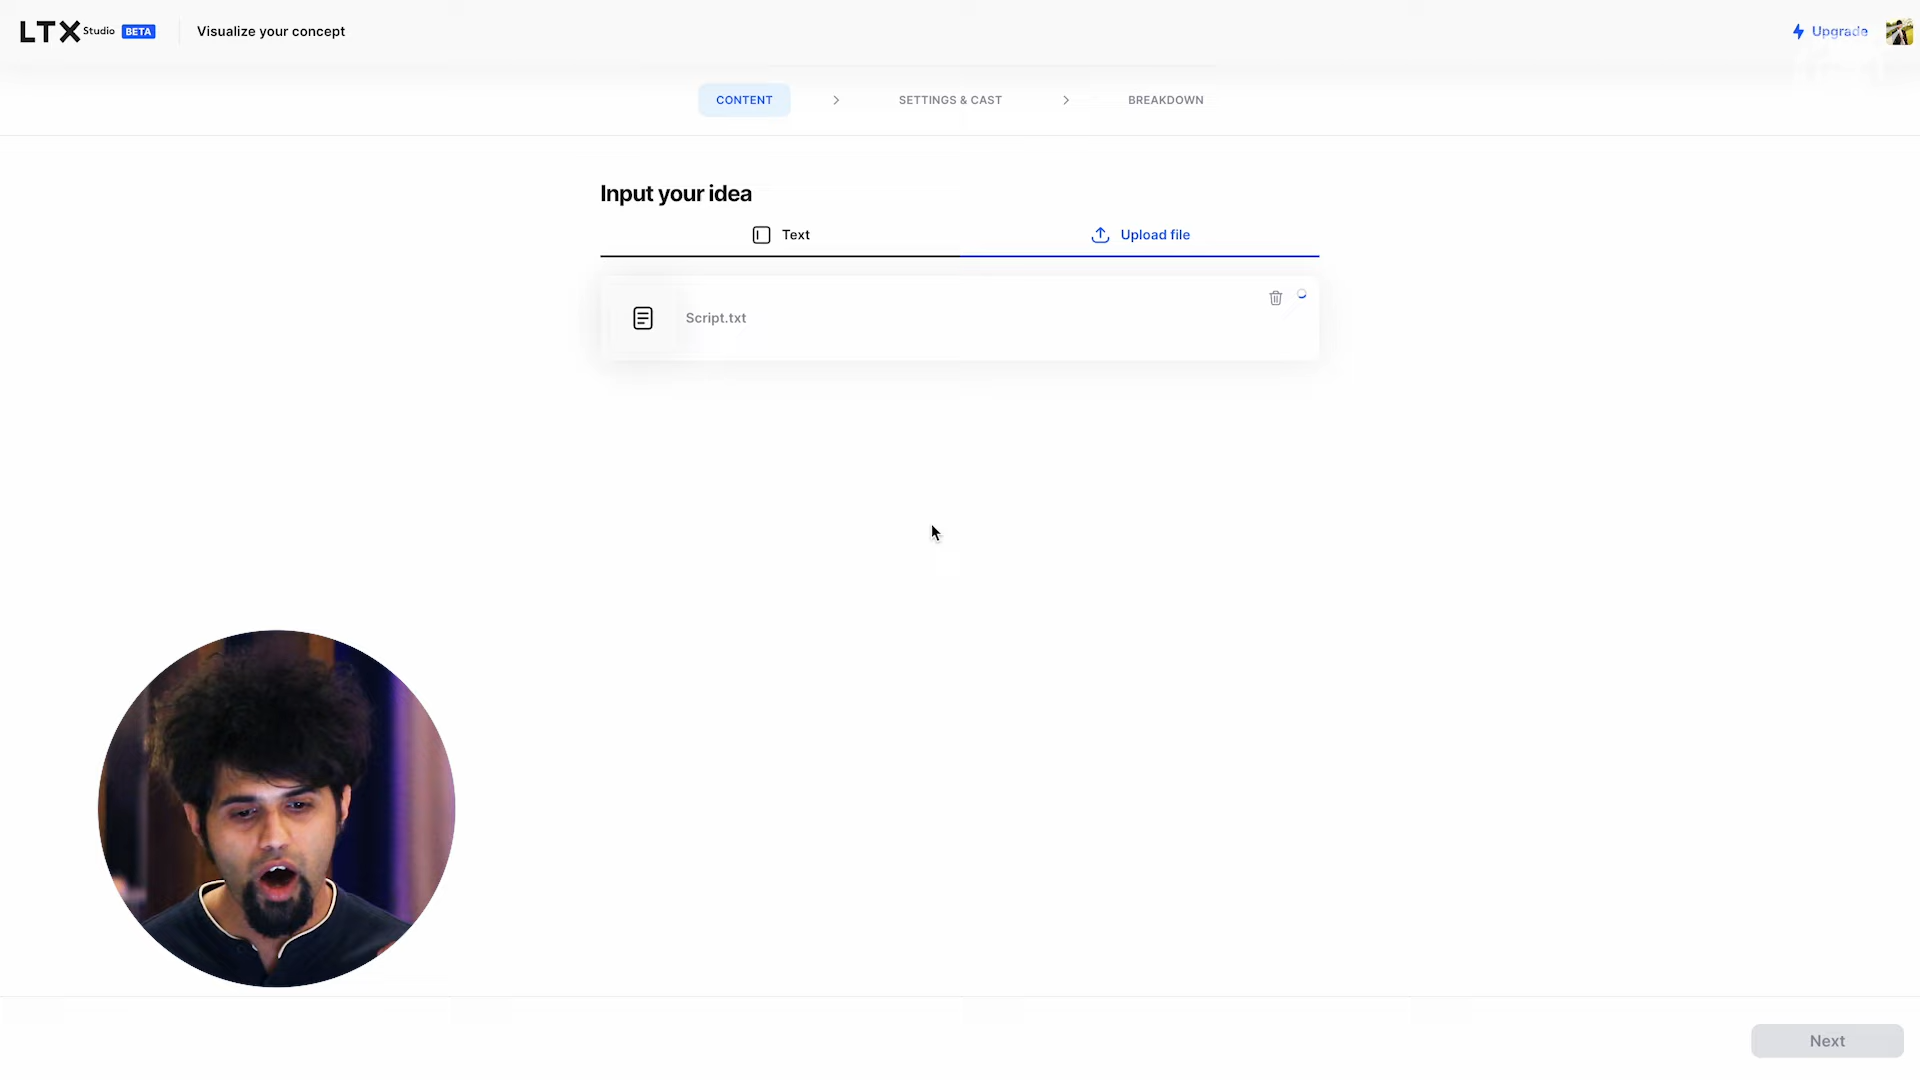 LTX Studio BETA
Visualize your concept
Upgrade
CONTENT
SETTINGS & CAST
BREAKDOWN
Input your idea
Text
Upload file
Script.txt
Next